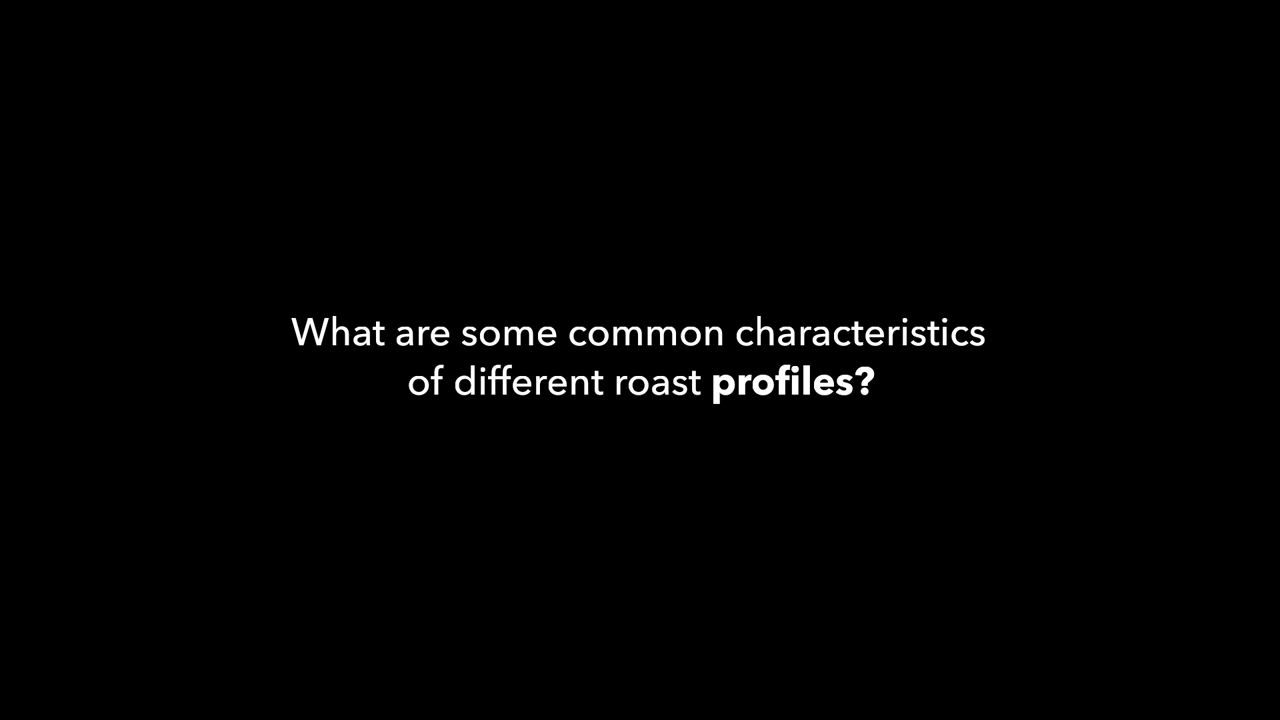 What are some common characteristics
of different roast profiles?